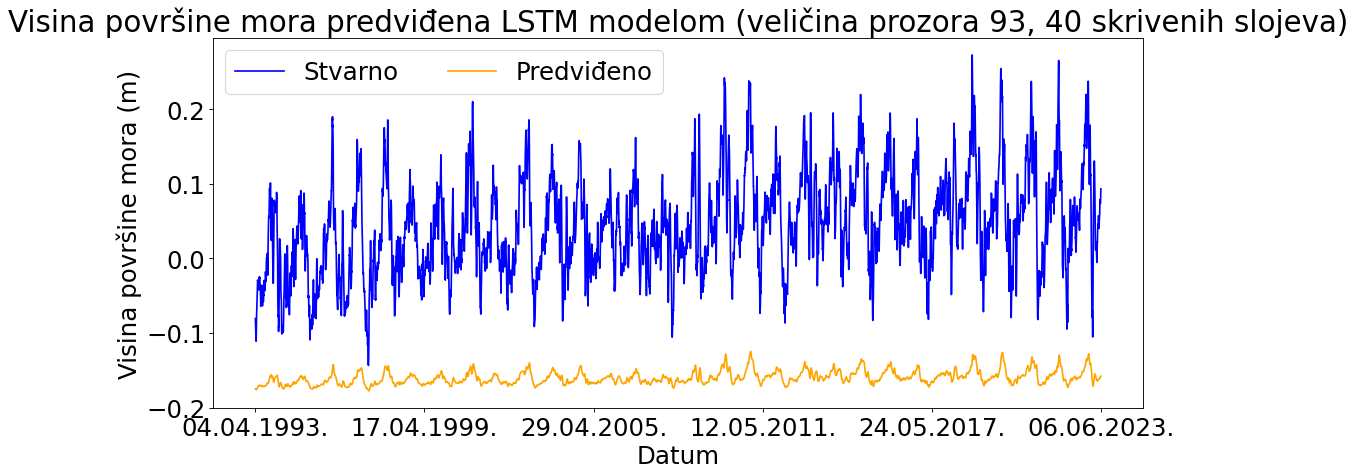 Visina površine mora predviđena LSTM modelom (veličina prozora 93, 40 skrivenih slojeva)
Stvarno
Predviđeno
Visina površine mora (m)
0.2
0.1
0.0
−0.1
−0.2
04.04.1993.
17.04.1999.
29.04.2005.
12.05.2011.
24.05.2017.
06.06.2023.
Datum